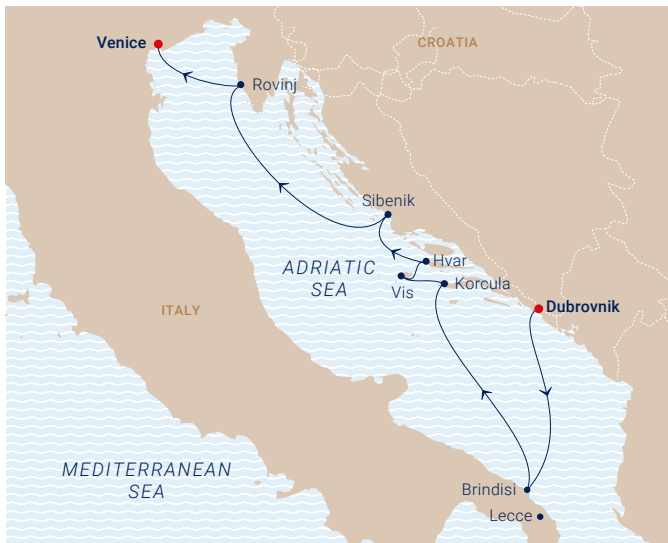 Venice
CROATIA
Rovinj
Sibenik
Hvar
ADRIATIC
SEA
Vis
Korcula
Dubrovnik
ITALY
MEDITERRANEAN
SEA
Brindisi
Lecce